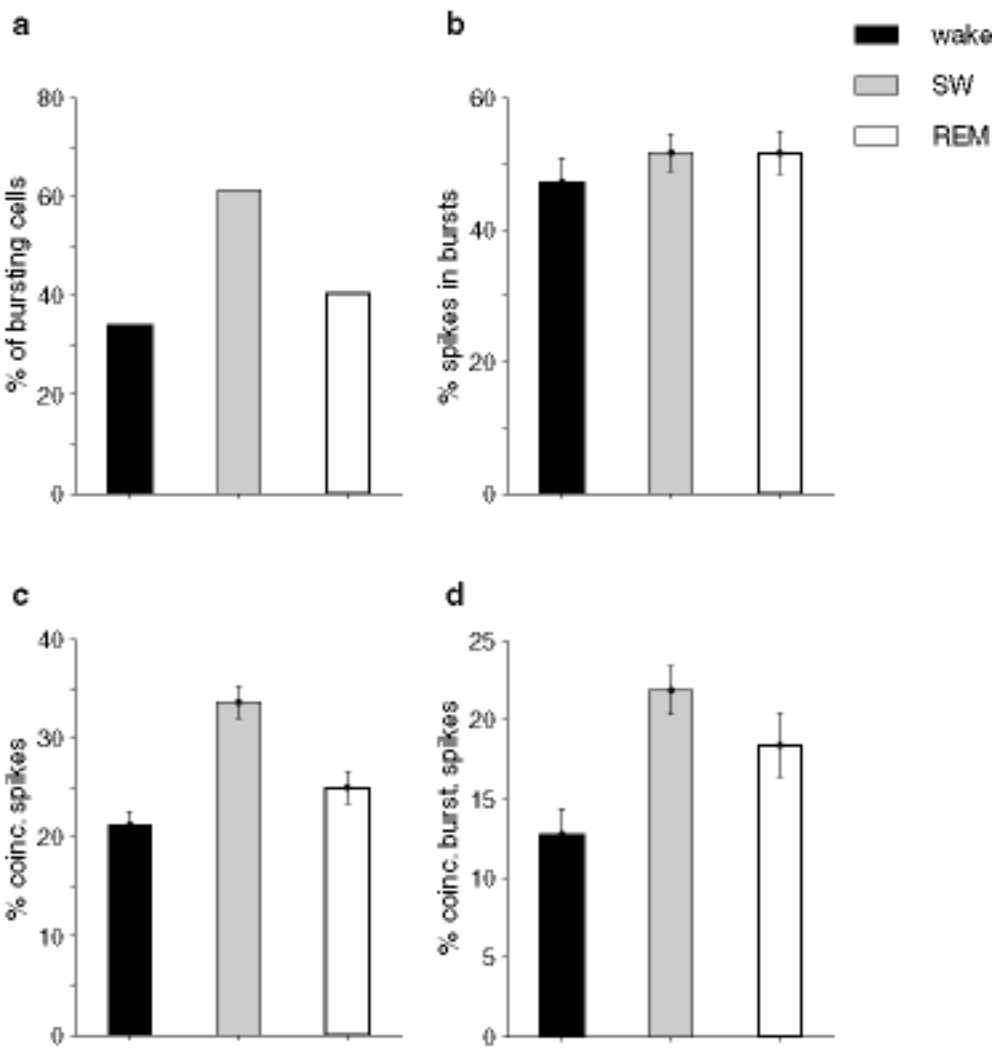 a
80
60
40
20
0
% of bursting cells
b
60
40
20
0
% spikes in bursts
wake
SW
REM
c
40
30
20
10
0
% coinc. spikes
d
25
20
15
10
5
0
% coinc. burst. spikes